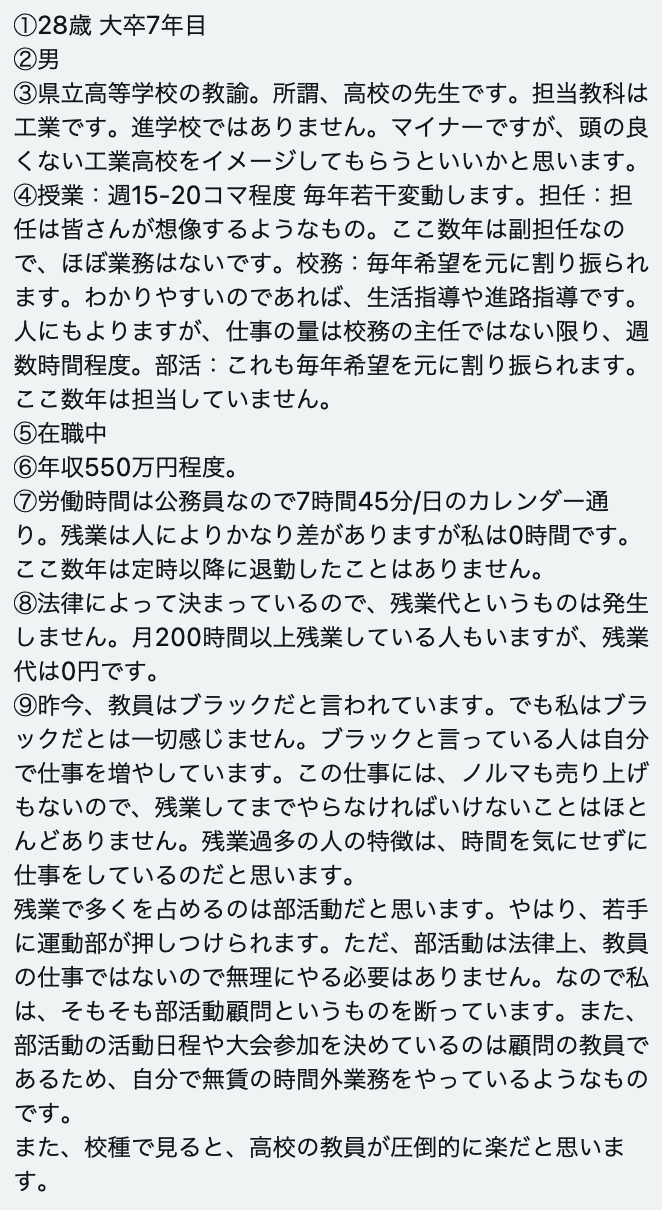 ①28歳 大卒7年目
②男
③県立高等学校の教諭。所謂、高校の先生です。担当教科は
工業です。進学校ではありません。マイナーですが、頭の良
くない工業高校をイメージしてもらうといいかと思います。
④授業：週15-20コマ程度 毎年若干変動します。担任：担
任は皆さんが想像するようなもの。ここ数年は副担任なの
で、ほぼ業務はないです。校務：毎年希望を元に割り振られ
ます。わかりやすいのであれば、生活指導や進路指導です。
人にもよりますが、仕事の量は校務の主任ではない限り、週
数時間程度。部活：これも毎年希望を元に割り振られます。
ここ数年は担当していません。
⑤在職中
⑥年収550万円程度。
⑦労働時間は公務員なので7時間45分/日のカレンダー通
り。残業は人によりかなり差がありますが私は0時間です。
ここ数年は定時以降に退勤したことはありません。
⑧法律によって決まっているので、残業代というものは発生
しません。月200時間以上残業している人もいますが、残業
代は0円です。
⑨昨今、教員はブラックだと言われています。でも私はブラ
ックだとは一切感じません。ブラックと言っている人は自分
で仕事を増やしています。この仕事には、ノルマも売り上げ
もないので、残業してまでやらなければいけないことはほと
んどありません。残業過多の人の特徴は、時間を気にせずに
仕事をしているのだと思います。
残業で多くを占めるのは部活動だと思います。やはり、若手
に運動部が押しつけられます。ただ、部活動は法律上、教員
の仕事ではないので無理にやる必要はありません。なので私
は、そもそも部活動顧問というものを断っています。また、
部活動の活動日程や大会参加を決めているのは顧問の教員で
あるため、自分で無賃の時間外業務をやっているようなもの
です。
また、校種で見ると、高校の教員が圧倒的に楽だと思いま
す。